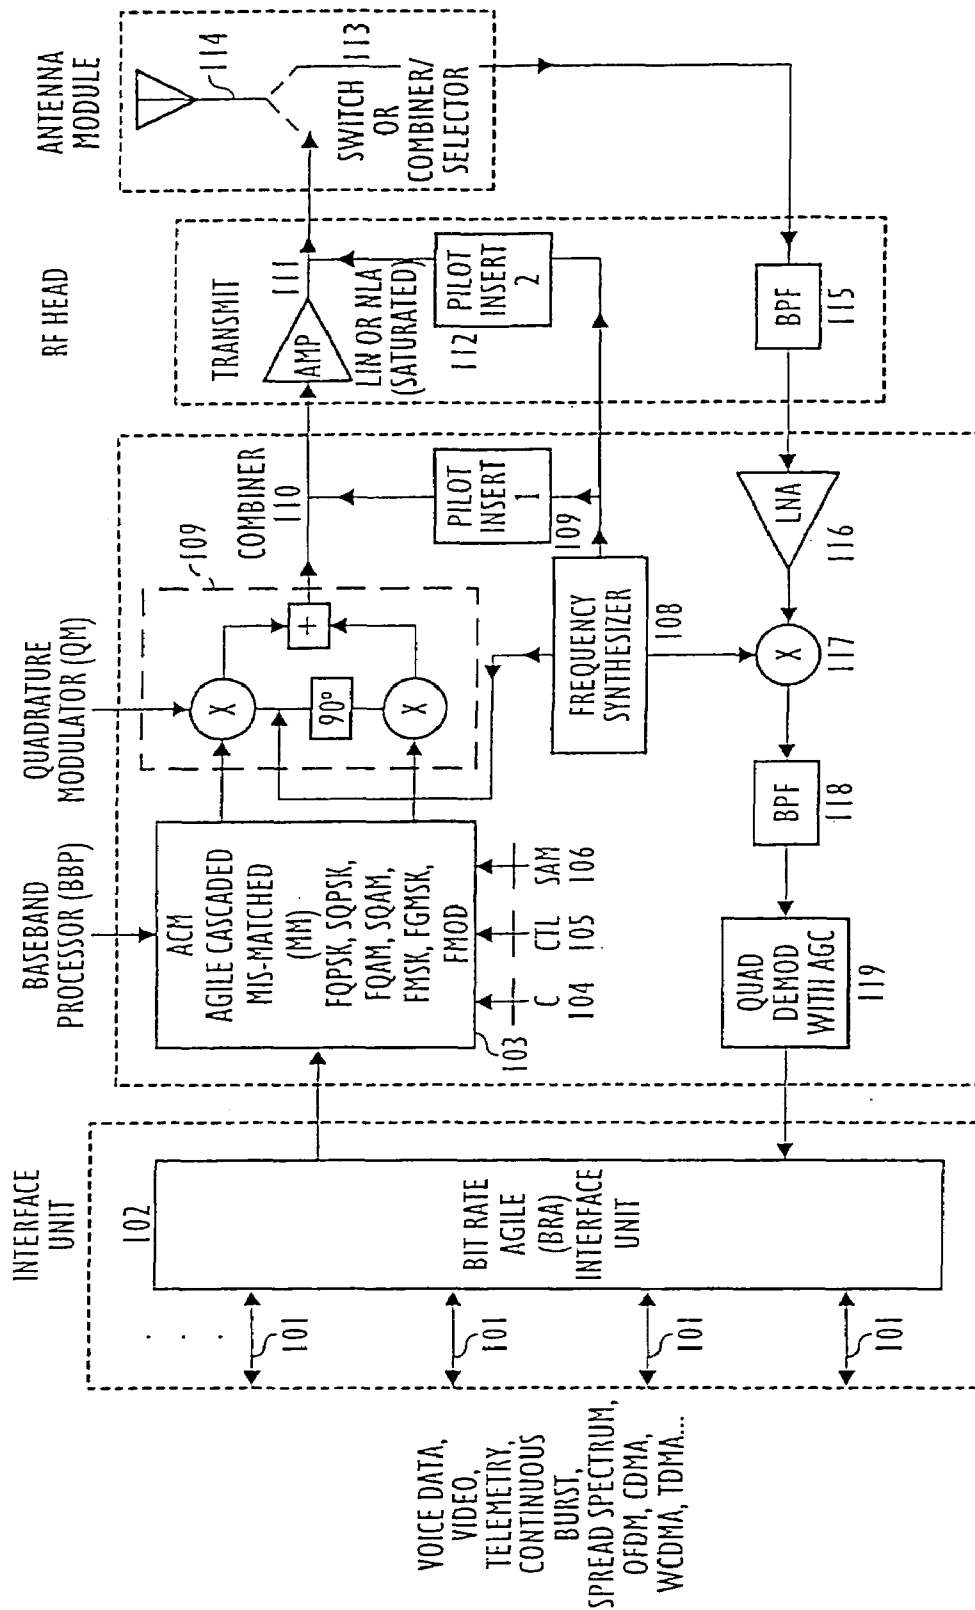 VOICE DATA,
VIDEO,
TELEMETRY,
CONTINUOUS
BURST,
SPREAD SPECTRUM,
OFDM, CDMA,
WCDMA, TDMA...
INTERFACE
UNIT
102
101
101
101
101
BIT RATE
AGILE
(BRA)
INTERFACE
UNIT
BASEBAND
PROCESSOR (BBP)
ACM
AGILE CASCADED
MIS-MATCHED
(MM)
FQPSK, SQPSK,
FQAM, SQAM,
FMSK, FGMSK,
FMOD
103
C
104
CTL
105
SAM
106
QUADRATURE
MODULATOR (QM)
X
90º
X
+
109
COMBINER
110
PILOT
INSERT
1
109
FREQUENCY
SYNTHESIZER
108
LNA
116
X
117
BPF
118
QUAD
DEMOD
WITH AGC
119
RF HEAD
TRANSMIT
AMP
111
LIN OR NLA
(SATURATED)
PILOT
INSERT
2
112
BPF
115
ANTENNA
MODULE
114
113
SWITCH
OR
COMBINER/
SELECTOR